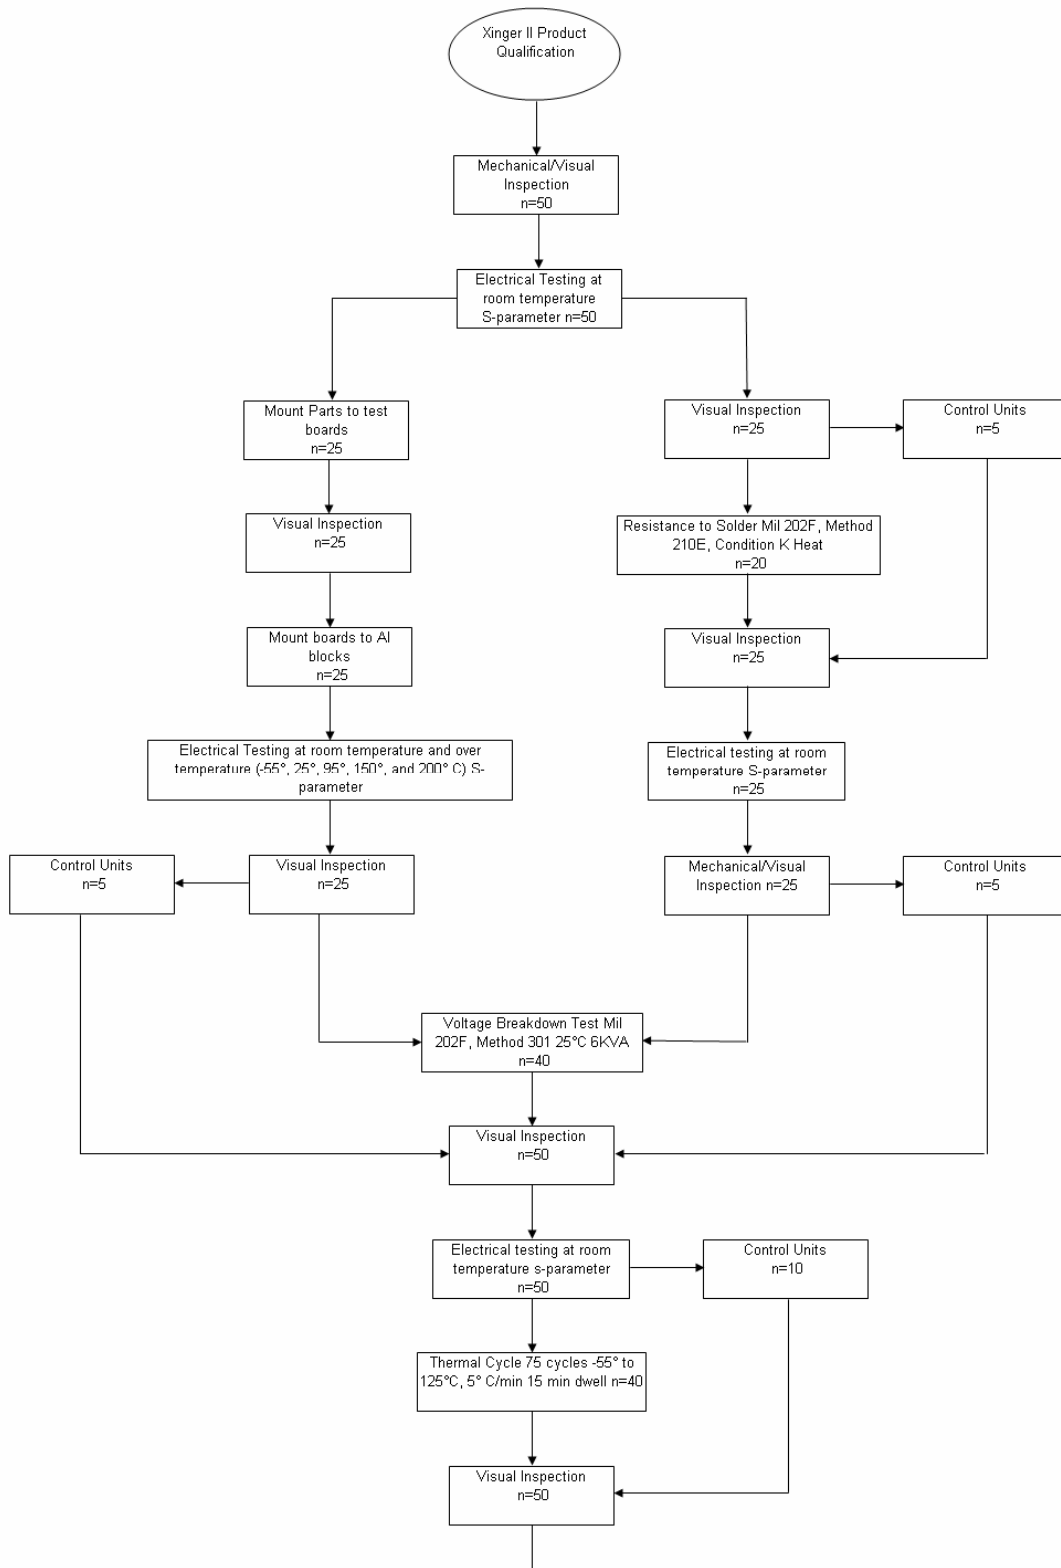 Xinger II Product
Qualification
Mechanical/Visual
Inspection
n=50
Electrical Testing at
room temperature
S-parameter n=50
Mount Parts to test
boards
n=25
Visual Inspection
n=25
Control Units
n=5
Visual Inspection
n=25
Resistance to Solder Mil 202F, Method
210E, Condition K Heat
n=20
Mount boards to Al
blocks
n=25
Visual Inspection
n=25
Electrical Testing at room temperature and over
temperature (-55°, 25°, 95°, 150°, and 200° C) S-
parameter
Electrical testing at room
temperature S-parameter
n=25
Control Units
n=5
Visual Inspection
n=25
Mechanical/Visual
Inspection n=25
Control Units
n=5
Voltage Breakdown Test Mil
202F, Method 301 25°C 6KVA
n=40
Visual Inspection
n=50
Electrical testing at room
temperature s-parameter
n=50
Control Units
n=10
Thermal Cycle 75 cycles -55° to
125°C, 5° C/min 15 min dwell n=40
Visual Inspection
n=50